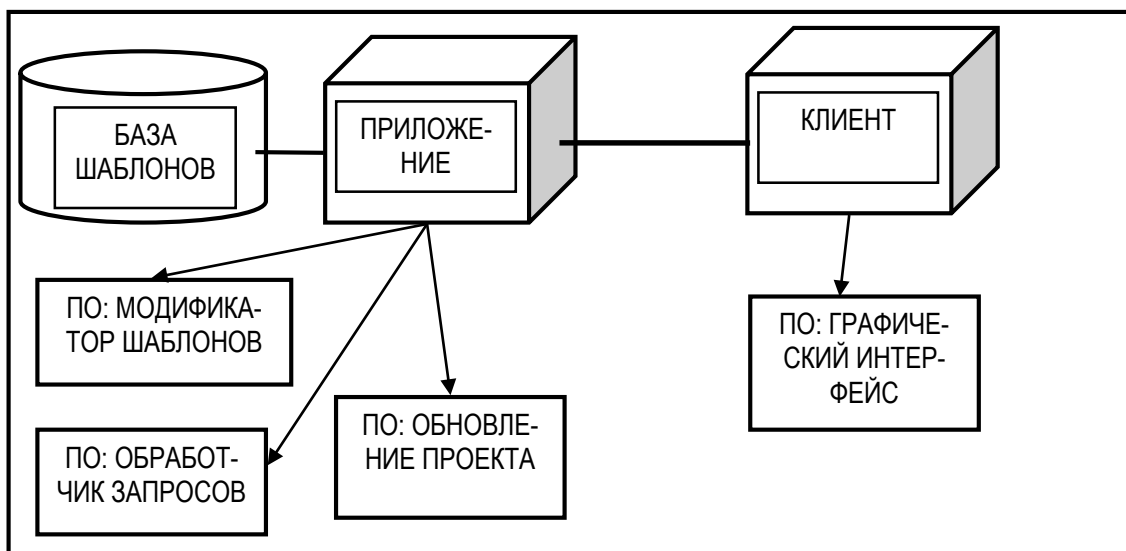 БАЗА
ШАБЛОНОВ
ПРИЛОЖЕ-
НИЕ
КЛИЕНТ
ПО: МОДИФИКА-
ТОР ШАБЛОНОВ
ПО: ГРАФИЧЕ-
СКИЙ ИНТЕР-
ФЕЙС
ПО: ОБНОВЛЕ-
НИЕ ПРОЕКТА
ПО: ОБРАБОТ-
ЧИК ЗАПРОСОВ